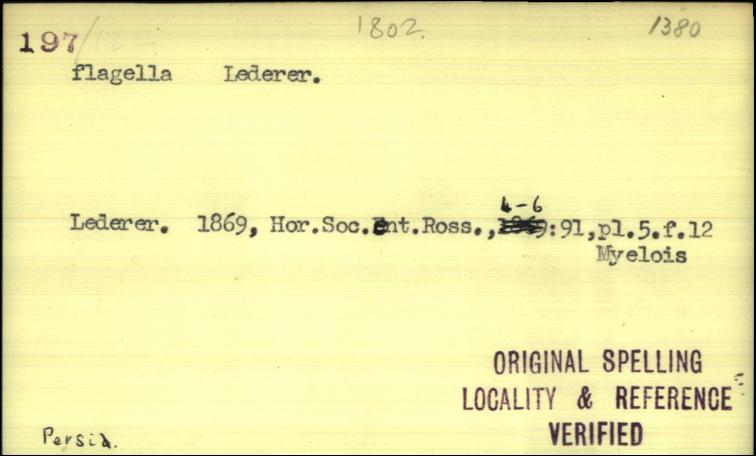 1802. 1380
197
flagella Lederer.
4-6
Lederer. 1869, Hor.Soc.Ent.Ross., 1869:91,pl.5.f.12
Myelois
ORIGINAL SPELLING
LOCALITY & REFERENCE
VERIFIED
Persia.